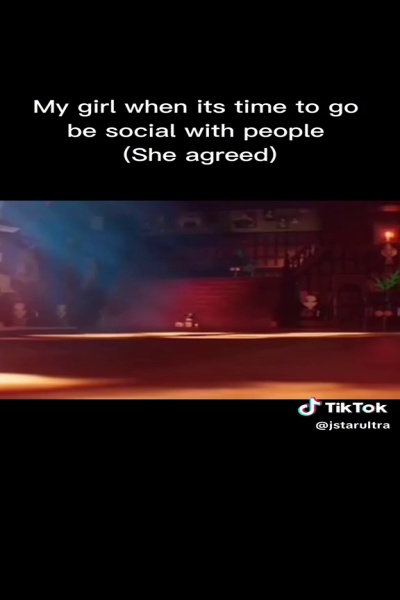 My girl when its time to go
be social with people
(She agreed)
TikTok
@jstarultra